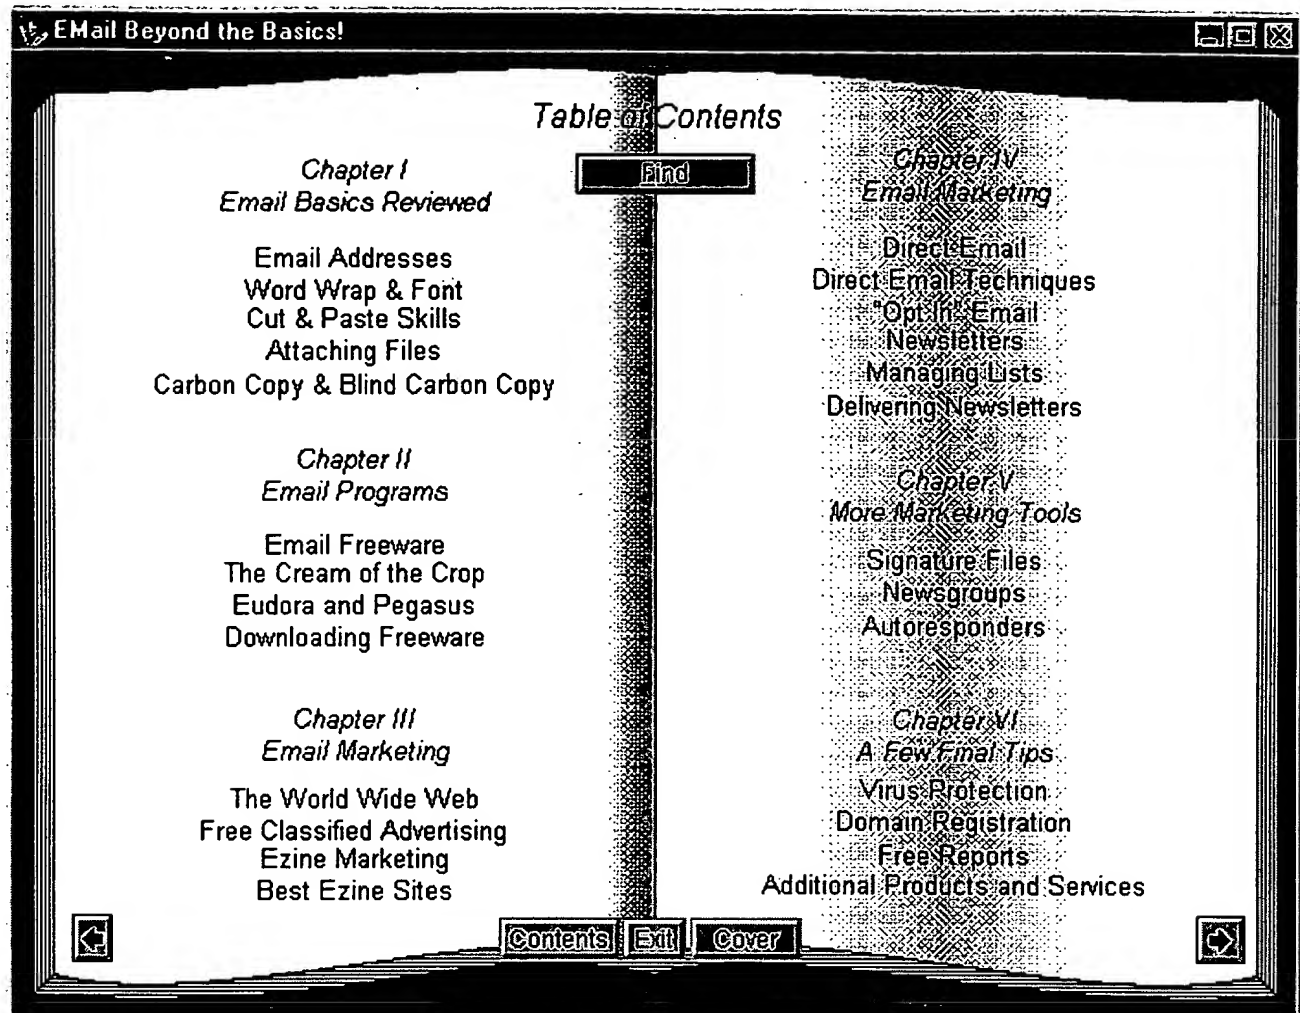 EMail Beyond the Basics!
Table of Contents
Find
Chapter I
Email Basics Reviewed
Email Addresses
Word Wrap & Font
Cut & Paste Skills
Attaching Files
Carbon Copy & Blind Carbon Copy
Chapter II
Email Programs
Email Freeware
The Cream of the Crop
Eudora and Pegasus
Downloading Freeware
Chapter III
Email Marketing
The World Wide Web
Free Classified Advertising
Ezine Marketing
Best Ezine Sites
Chapter IV
Email Marketing
Direct Email
Direct Email Techniques
"Opt In" Email
Newsletters
Managing Lists
Delivering Newsletters
Chapter V
More Marketing Tools
Signature Files
Newsgroups
Autoresponders
Chapter VI
A Few Final Tips
Virus Protection
Domain Registration
Free Reports
Additional Products and Services
Contents Exit Cover